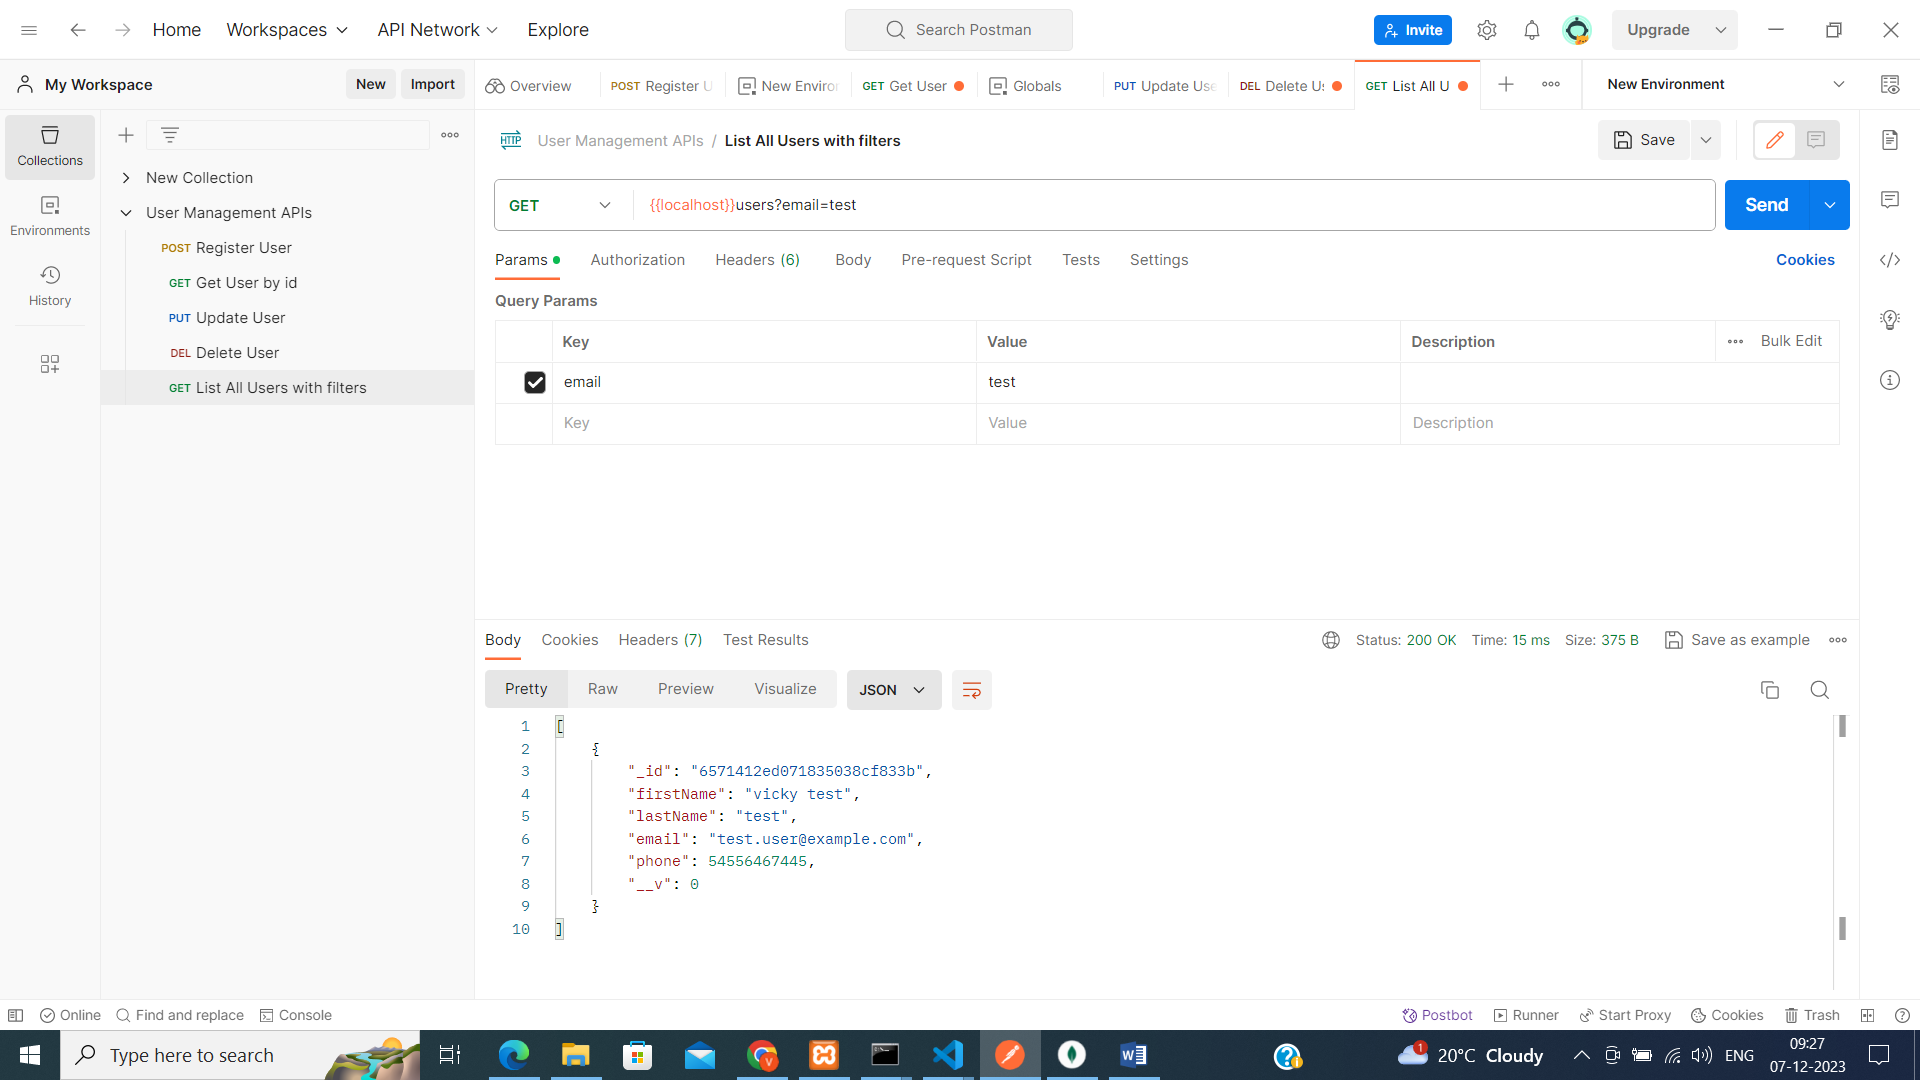 Home Workspaces API Network Explore Search Postman Invite Upgrade
My Workspace New Import Overview POST Register U New Enviro GET Get User Globals PUT Update Use DEL Delete Us GET List All U New Environment
User Management APIs / List All Users with filters Save
Collections
Environments
History
New Collection
User Management APIs
POST Register User
GET Get User by id
PUT Update User
DEL Delete User
GET List All Users with filters
GET {{localhost}}users?email=test Send
Params Authorization Headers (6) Body Pre-request Script Tests Settings Cookies
Query Params
Key Value Description Bulk Edit
email test
Key Value Description
Body Cookies Headers (7) Test Results Status: 200 OK Time: 15 ms Size: 375 B Save as example
Pretty Raw Preview Visualize JSON
1 [
2 {
3 "_id": "6571412ed071835038cf833b",
4 "firstName": "vicky test",
5 "lastName": "test",
6 "email": "test.user@example.com",
7 "phone": 54556467445,
8 "__v": 0
9 }
10 ]
Online Find and replace Console Postbot Runner Start Proxy Cookies Trash
Type here to search 1 20°C Cloudy ENG 09:27
07-12-2023